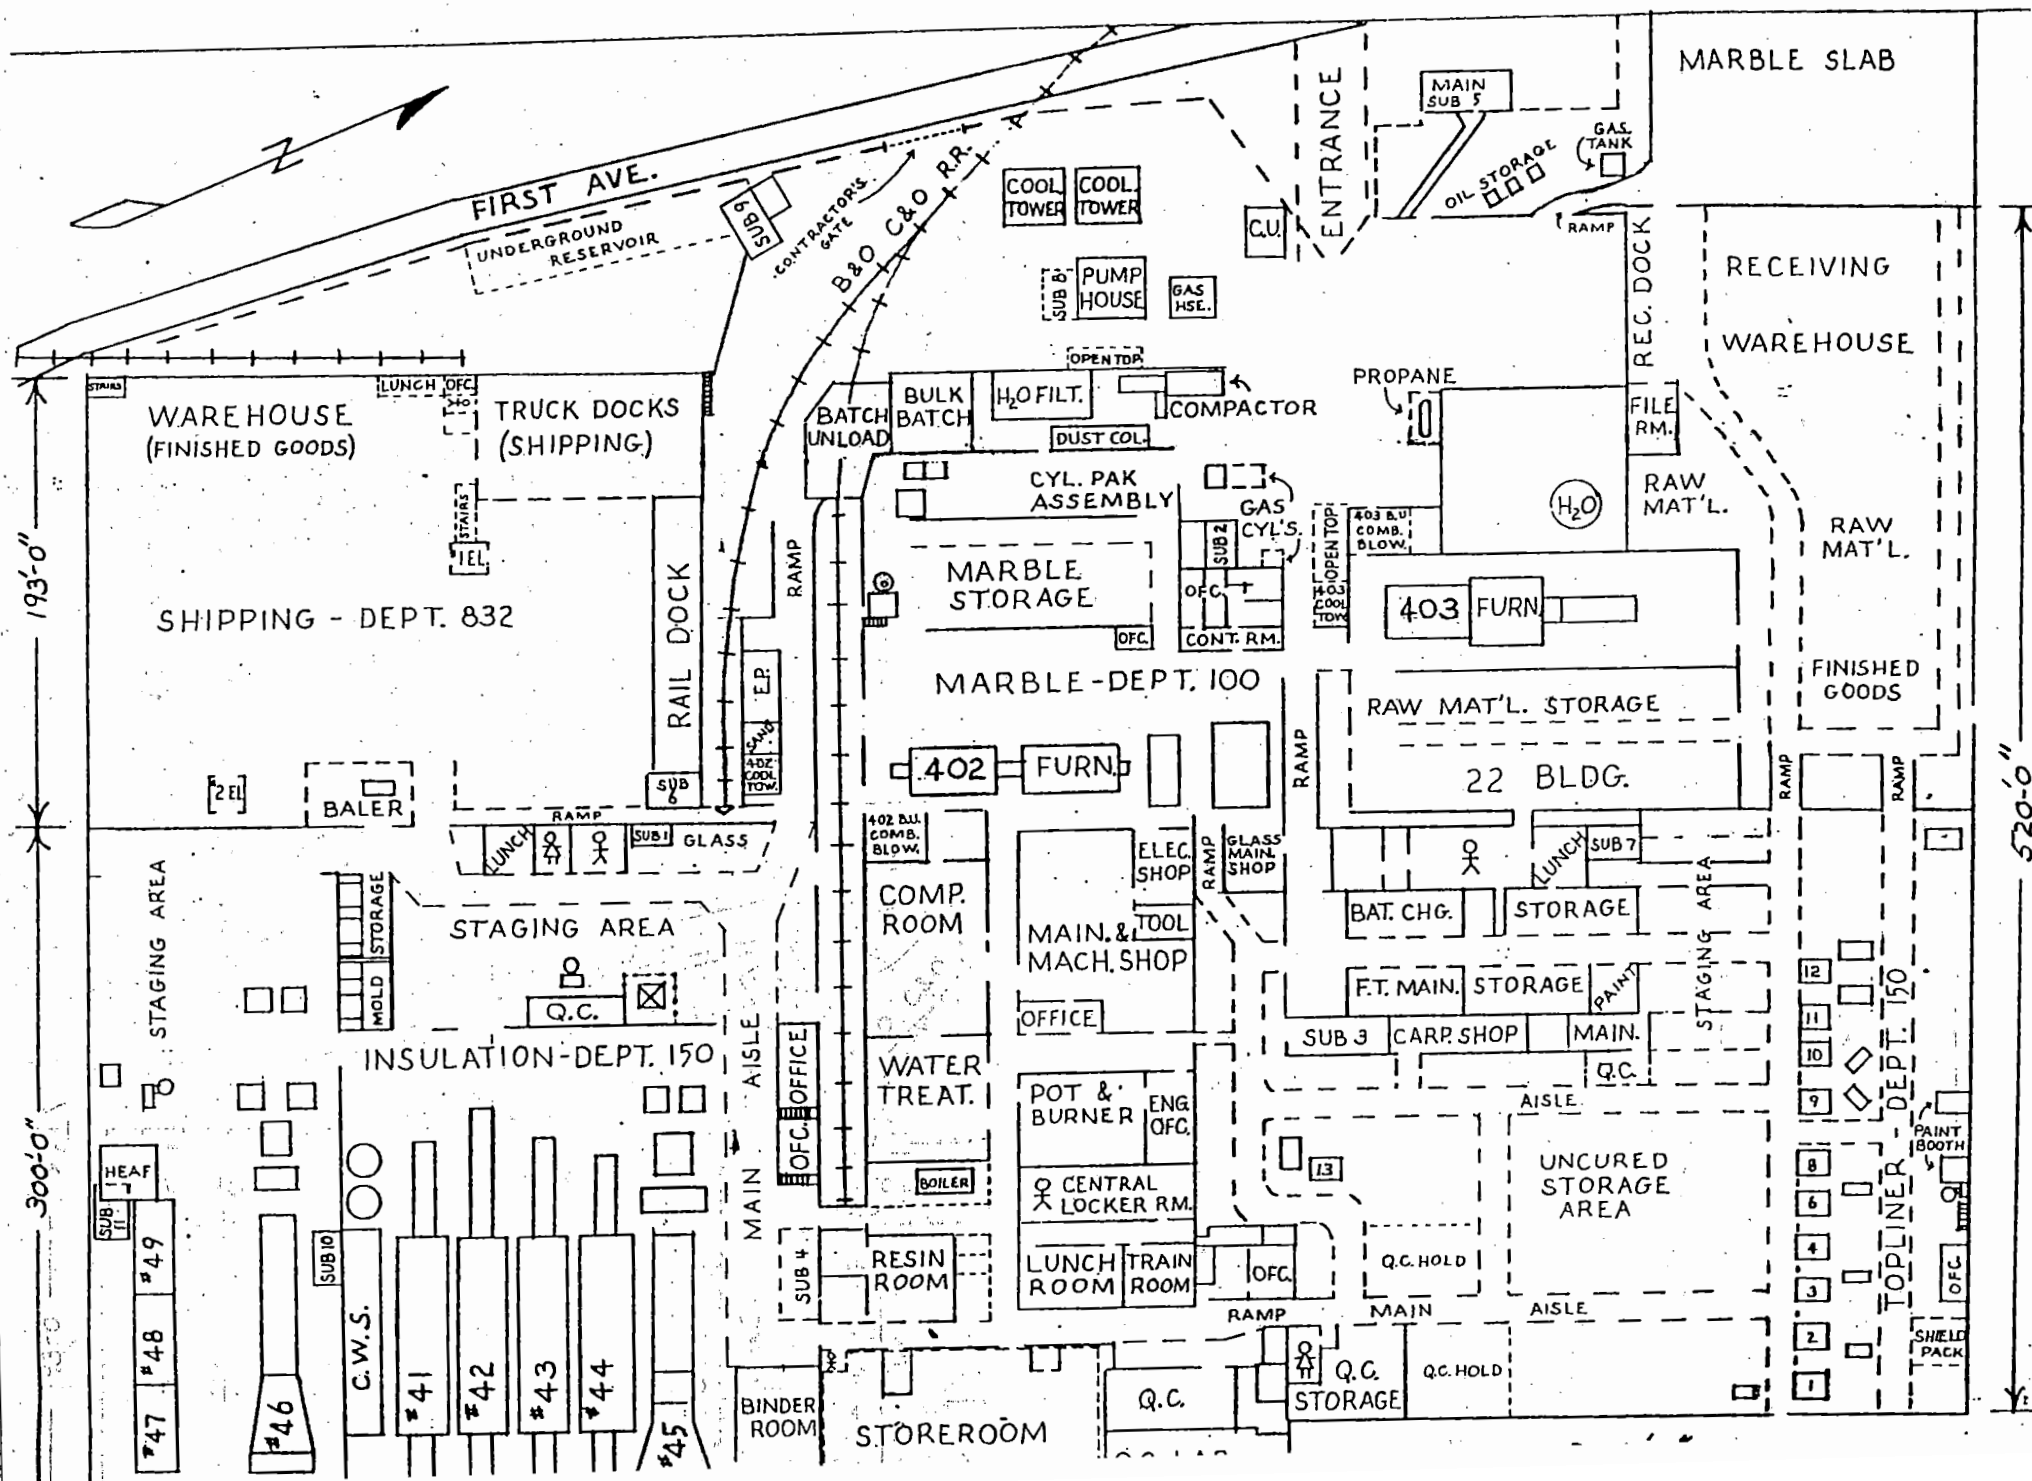 MARBLE SLAB
MAIN
SUB 5
GAS
TANK
OIL STORAGE
ENTRANCE
N
FIRST AVE.
UNDERGROUND
RESERVOIR
SUB 9
CONTRACTOR'S
GATE
B&O C&O R.R.
COOL
TOWER
COOL.
TOWER
C.U.
RAMP
REC. DOCK
RECEIVING
WAREHOUSE
SUB 8
PUMP
HOUSE
GAS
HSE.
OPEN TOP
STAIRS
LUNCH
OFC.
WAREHOUSE
(FINISHED GOODS)
TRUCK DOCKS
(SHIPPING)
BATCH
UNLOAD
BULK
BATCH
H2O FILT.
COMPACTOR
DUST COL.
PROPANE
FILE
RM.
RAW
MAT'L.
H2O
CYL. PAK
ASSEMBLY
GAS
CYL'S.
SUB 2
OPEN TOP
403 B.U
COMB.
BLOW.
RAW
MAT'L.
193'-0"
520'-0"
STAIRS
1 EL.
RAMP
MARBLE
STORAGE
OFC.
OFC.
CONT. RM.
403
COOL
TOW.
403 FURN.
SHIPPING - DEPT. 832
RAIL DOCK
E.P.
SAND
402
COOL
TOW.
MARBLE - DEPT. 100
RAW MAT'L. STORAGE
FINISHED
GOODS
RAMP
402 FURN.
22 BLDG.
RAMP
RAMP
2 EL.
BALER
SUB
6
RAMP
LUNCH
SUB 1
GLASS
402 B.U.
COMB.
BLOW.
ELEC.
SHOP
RAMP
GLASS
MAIN.
SHOP
LUNCH
SUB 7
STAGING AREA
STORAGE
MOLD
STAGING AREA
COMP.
ROOM
TOOL
MAIN. &
MACH. SHOP
BAT. CHG.
STORAGE
STAGING AREA
Q.C.
OFFICE
F.T. MAIN.
STORAGE
PAINT
12
11
10
9
INSULATION-DEPT. 150
MAIN AISLE
OFFICE
OFC.
WATER
TREAT.
SUB 3
CARP. SHOP
MAIN.
Q.C.
AISLE
TOPLINER - DEPT. 150
PAINT
BOOTH
300'-0"
POT &
BURNER
ENG.
OFC.
HEAF
SUB
11
BOILER
CENTRAL
LOCKER RM.
13
UNCURED
STORAGE
AREA
8
6
4
3
2
1
#49
#48
#47
#46
SUB 10
C.W.S.
#41
#42
#43
#44
#45
SUB 4
RESIN
ROOM
LUNCH
ROOM
TRAIN
ROOM
OFC.
Q.C. HOLD
OFC.
RAMP
MAIN
AISLE
SHIELD
PACK
BINDER
ROOM
STOREROOM
Q.C.
Q.C.
STORAGE
Q.C. HOLD